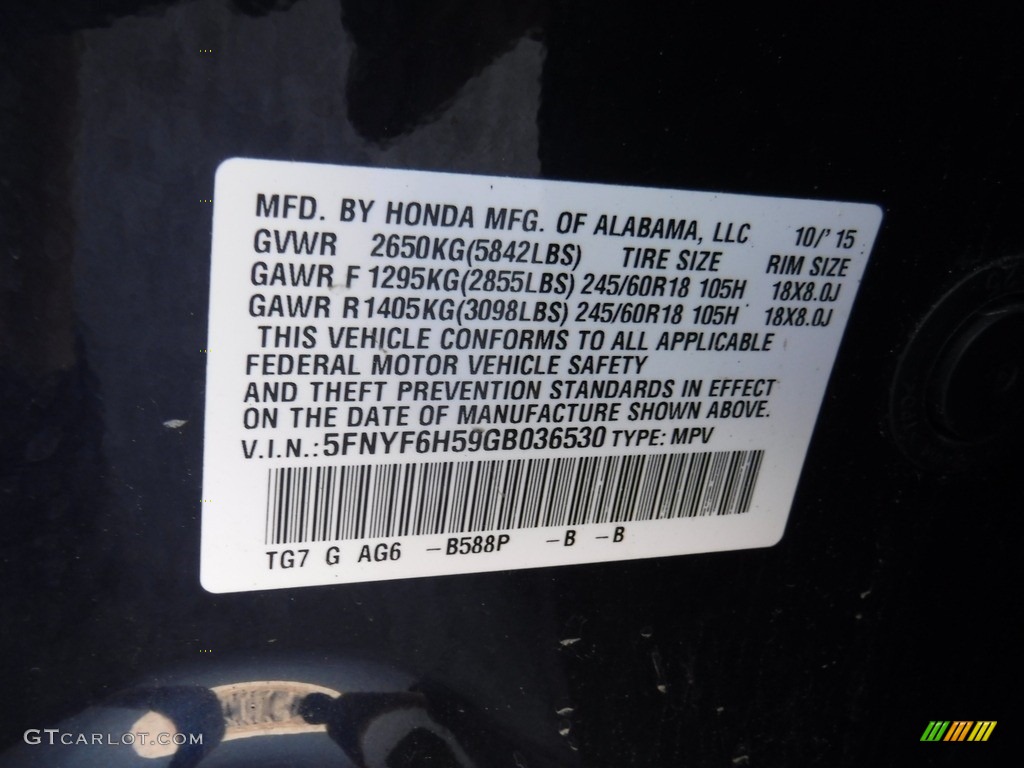 MFD. BY HONDA MFG. OF ALABAMA, LLC 10/'15
GVWR 2650KG(5842LBS) TIRE SIZE RIM SIZE
GAWR F 1295KG(2855LBS) 245/60R18 105H 18X8.0J
GAWR R1405KG(3098LBS) 245/60R18 105H 18X8.0J
THIS VEHICLE CONFORMS TO ALL APPLICABLE
FEDERAL MOTOR VEHICLE SAFETY
AND THEFT PREVENTION STANDARDS IN EFFECT
ON THE DATE OF MANUFACTURE SHOWN ABOVE.
V.I.N.:5FNYF6H59GB036530 TYPE: MPV
TG7 G AG6 -B588P -B -B
GTCARLOT.COM